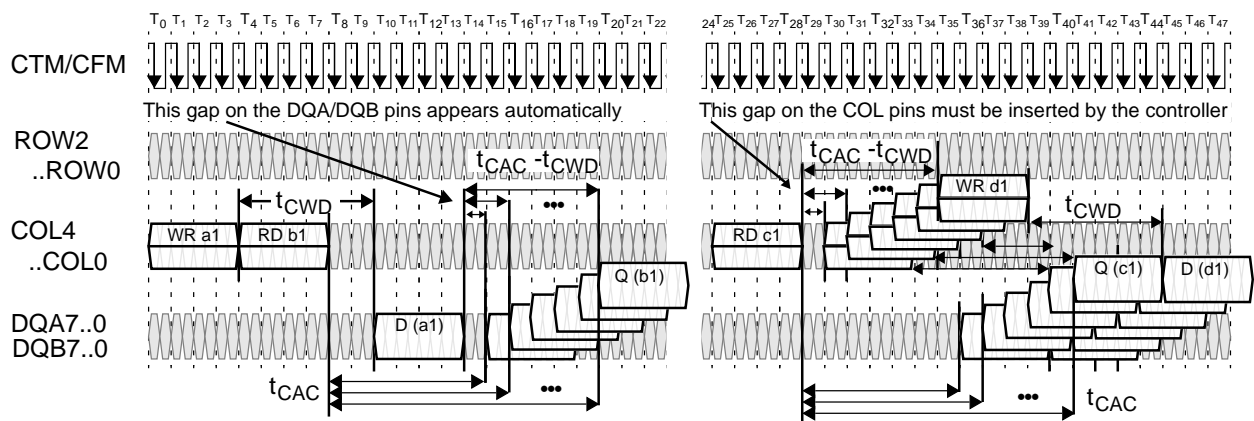 T0 T1 T2 T3 T4 T5 T6 T7 T8 T9 T10 T11 T12 T13 T14 T15 T16 T17 T18 T19 T20 T21 T22
24 T25 T26 T27 T28 T29 T30 T31 T32 T33 T34 T35 T36 T37 T38 T39 T40 T41 T42 T43 T44 T45 T46 T47
CTM/CFM
This gap on the DQA/DQB pins appears automatically
This gap on the COL pins must be inserted by the controller
ROW2
..ROW0
tCAC -tCWD
•••
tCAC -tCWD
•••
WR d1
tCWD
tCWD
COL4
..COL0
WR a1
RD b1
RD c1
Q (b1)
Q (c1)
D (d1)
DQA7..0
DQB7..0
D (a1)
tCAC
•••
•••
tCAC